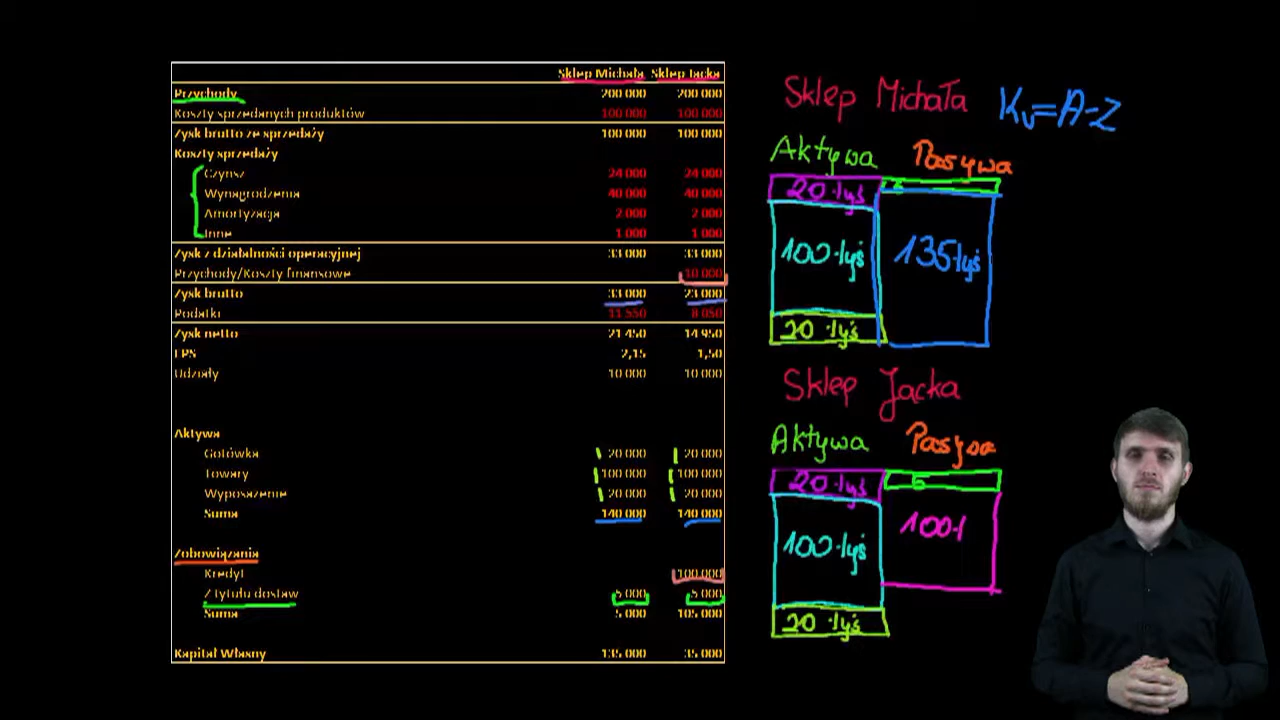 Sklep Michała Sklep Jacka
Przychody 200 000 200 000
Koszty sprzedanych produktów 100 000 100 000
Zysk brutto ze sprzedaży 100 000 100 000
Koszty sprzedaży
Czynsz 24 000 24 000
Wynagrodzenia 40 000 40 000
Amortyzacja 2 000 2 000
Inne 1 000 1 000
Zysk z działalności operacyjnej 33 000 33 000
Przychody/Koszty finansowe 10 000
Zysk brutto 33 000 23 000
Podatki 11 550 8 050
Zysk netto 21 450 14 950
EPS 2,15 1,50
Udziały 10 000 10 000
Aktywa
Gotówka 20 000 20 000
Towary 100 000 100 000
Wyposażenie 20 000 20 000
Suma 140 000 140 000
Zobowiązania
Kredyt 100 000
Z tytułu dostaw 5 000 5 000
Suma 5 000 105 000
Kapitał Własny 135 000 35 000
Sklep Michała Kw=A-Z
Aktywa Pasywa
20 tyś 5
100 tyś 135 tyś
20 tyś
Sklep Jacka
Aktywa Pasywa
20 tyś 5
100 tyś 100 t
20 tyś